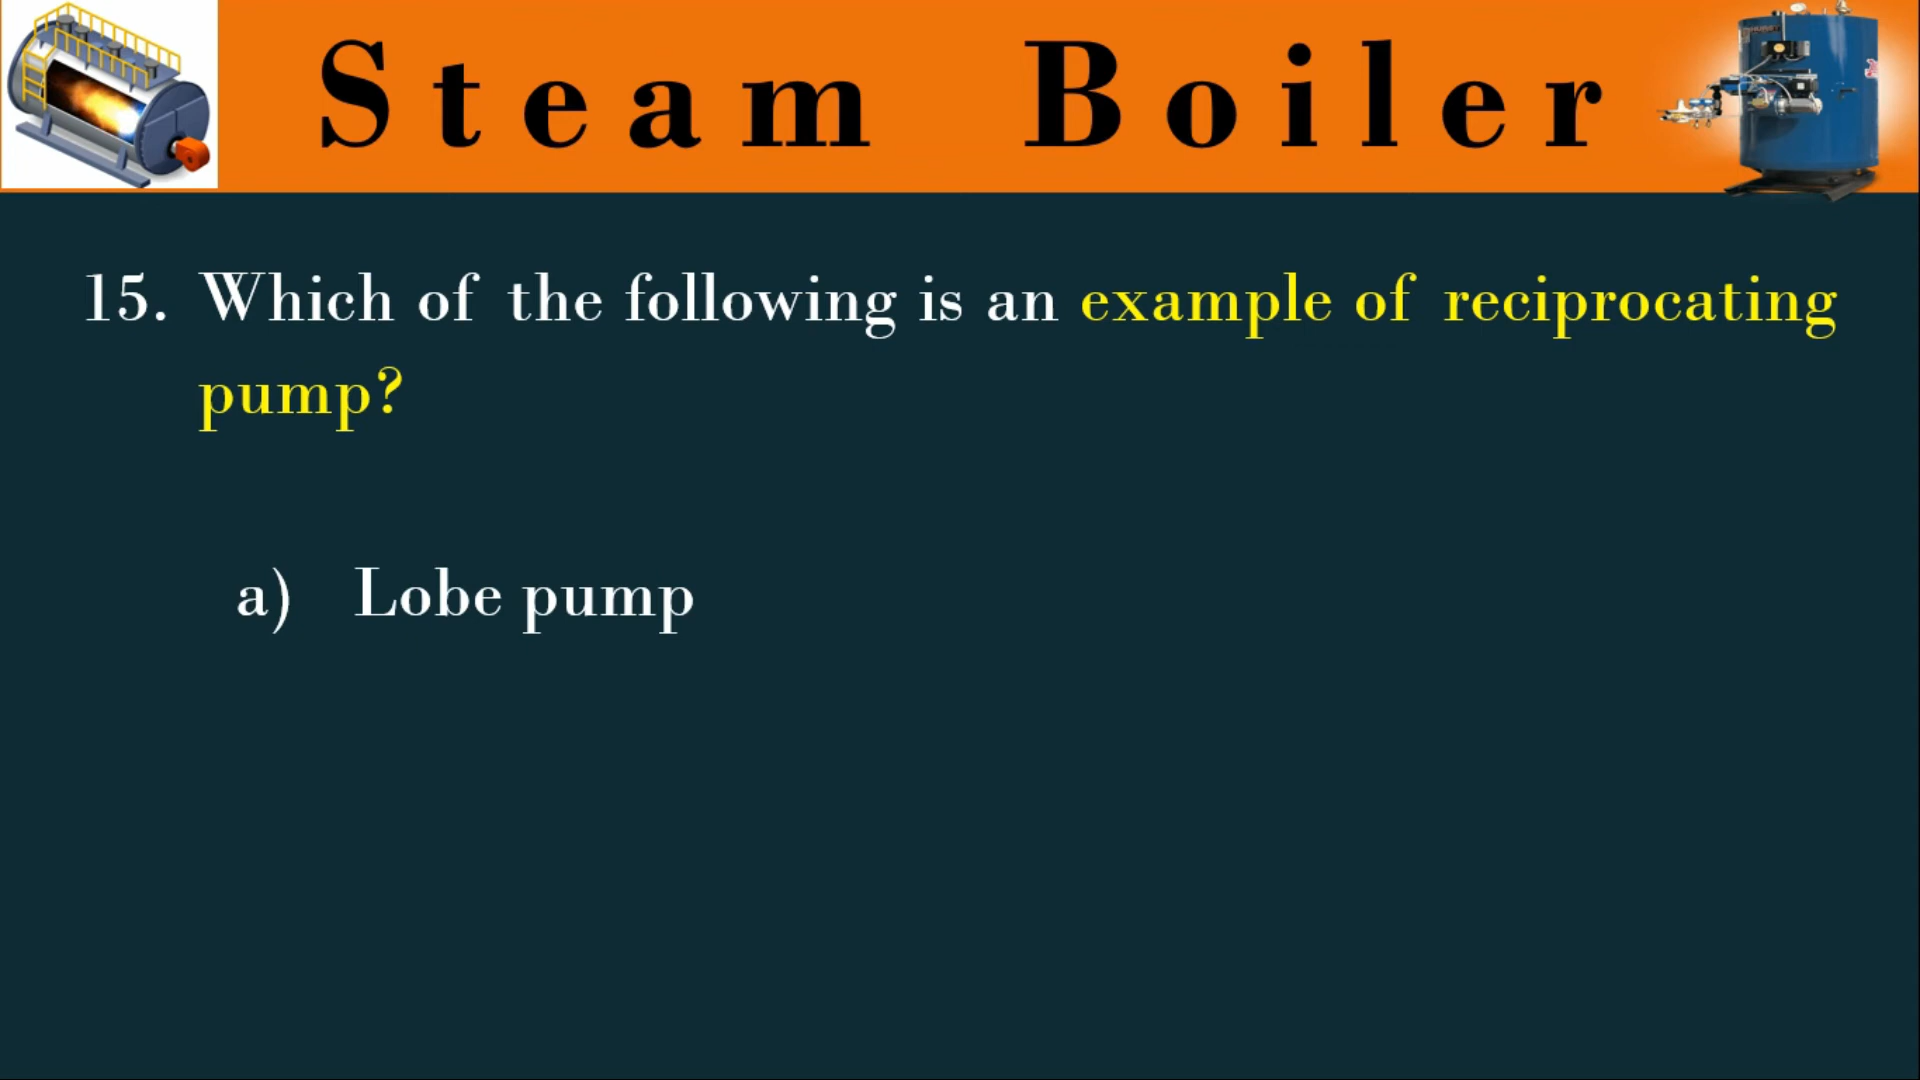 Steam Boiler
15. Which of the following is an example of reciprocating
pump?
a) Lobe pump